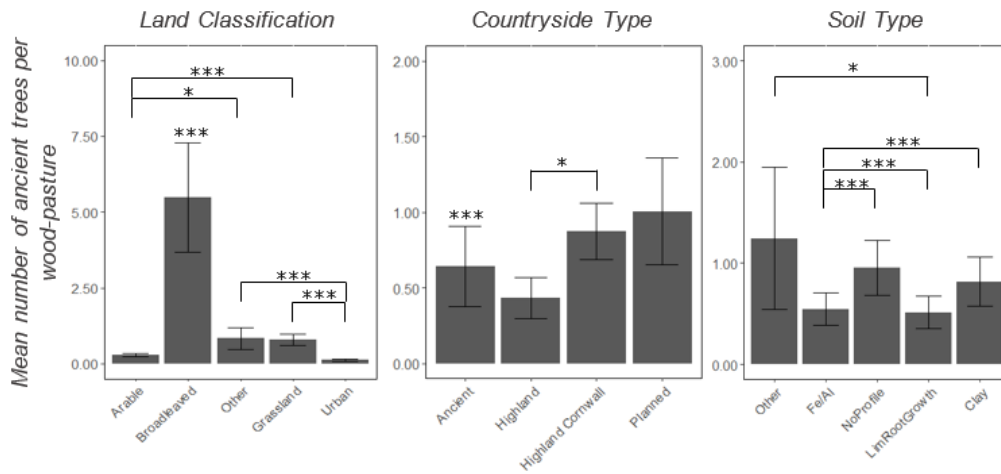 Land Classification
Countryside Type
Soil Type
Mean number of ancient trees per
wood-pasture
10.00
7.50
5.00
2.50
0.00
***
*
***
***
***
Arable
Broadleaved
Other
Grassland
Urban
2.00
1.50
1.00
0.50
0.00
*
***
Ancient
Highland
Highland Cornwall
Planned
3.00
2.00
1.00
0.00
*
***
***
***
Other
Fe/Al
NoProfile
LimRootGrowth
Clay